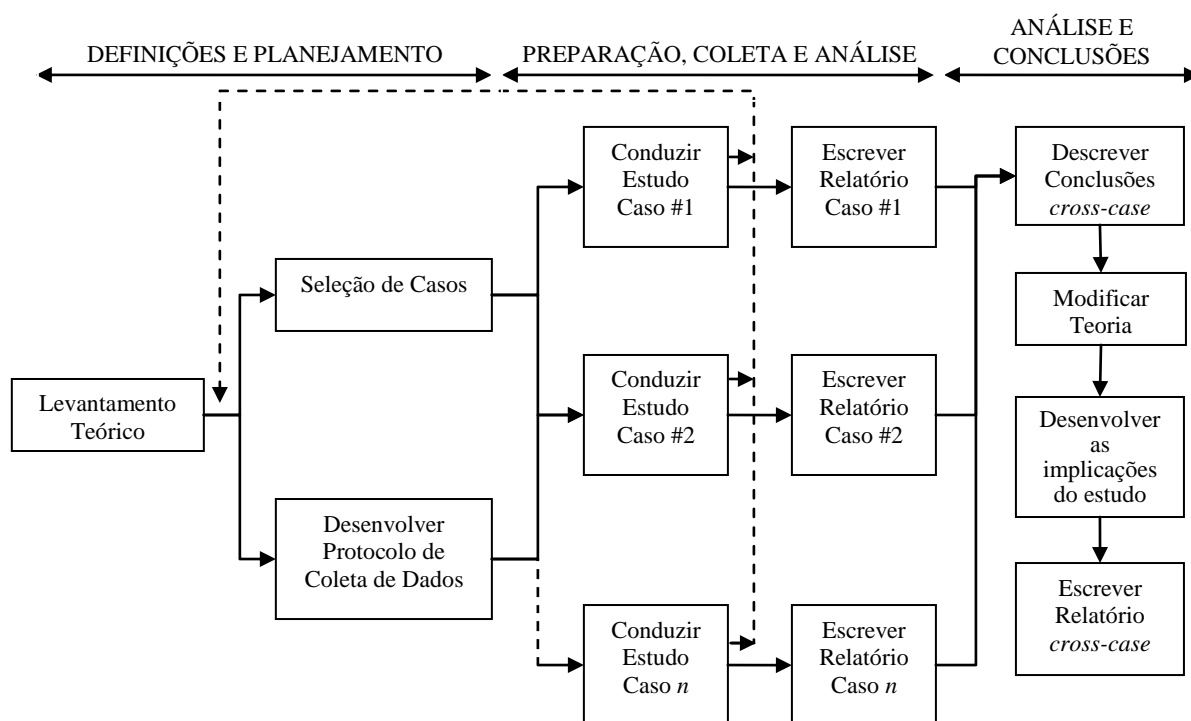 DEFINIÇÕES E PLANEJAMENTO
PREPARAÇÃO, COLETA E ANÁLISE
ANÁLISE E
CONCLUSÕES
Levantamento
Teórico
Seleção de Casos
Desenvolver
Protocolo de
Coleta de Dados
Conduzir
Estudo
Caso #1
Escrever
Relatório
Caso #1
Conduzir
Estudo
Caso #2
Escrever
Relatório
Caso #2
Conduzir
Estudo
Caso n
Escrever
Relatório
Caso n
Descrever
Conclusões
cross-case
Modificar
Teoria
Desenvolver
as
implicações
do estudo
Escrever
Relatório
cross-case